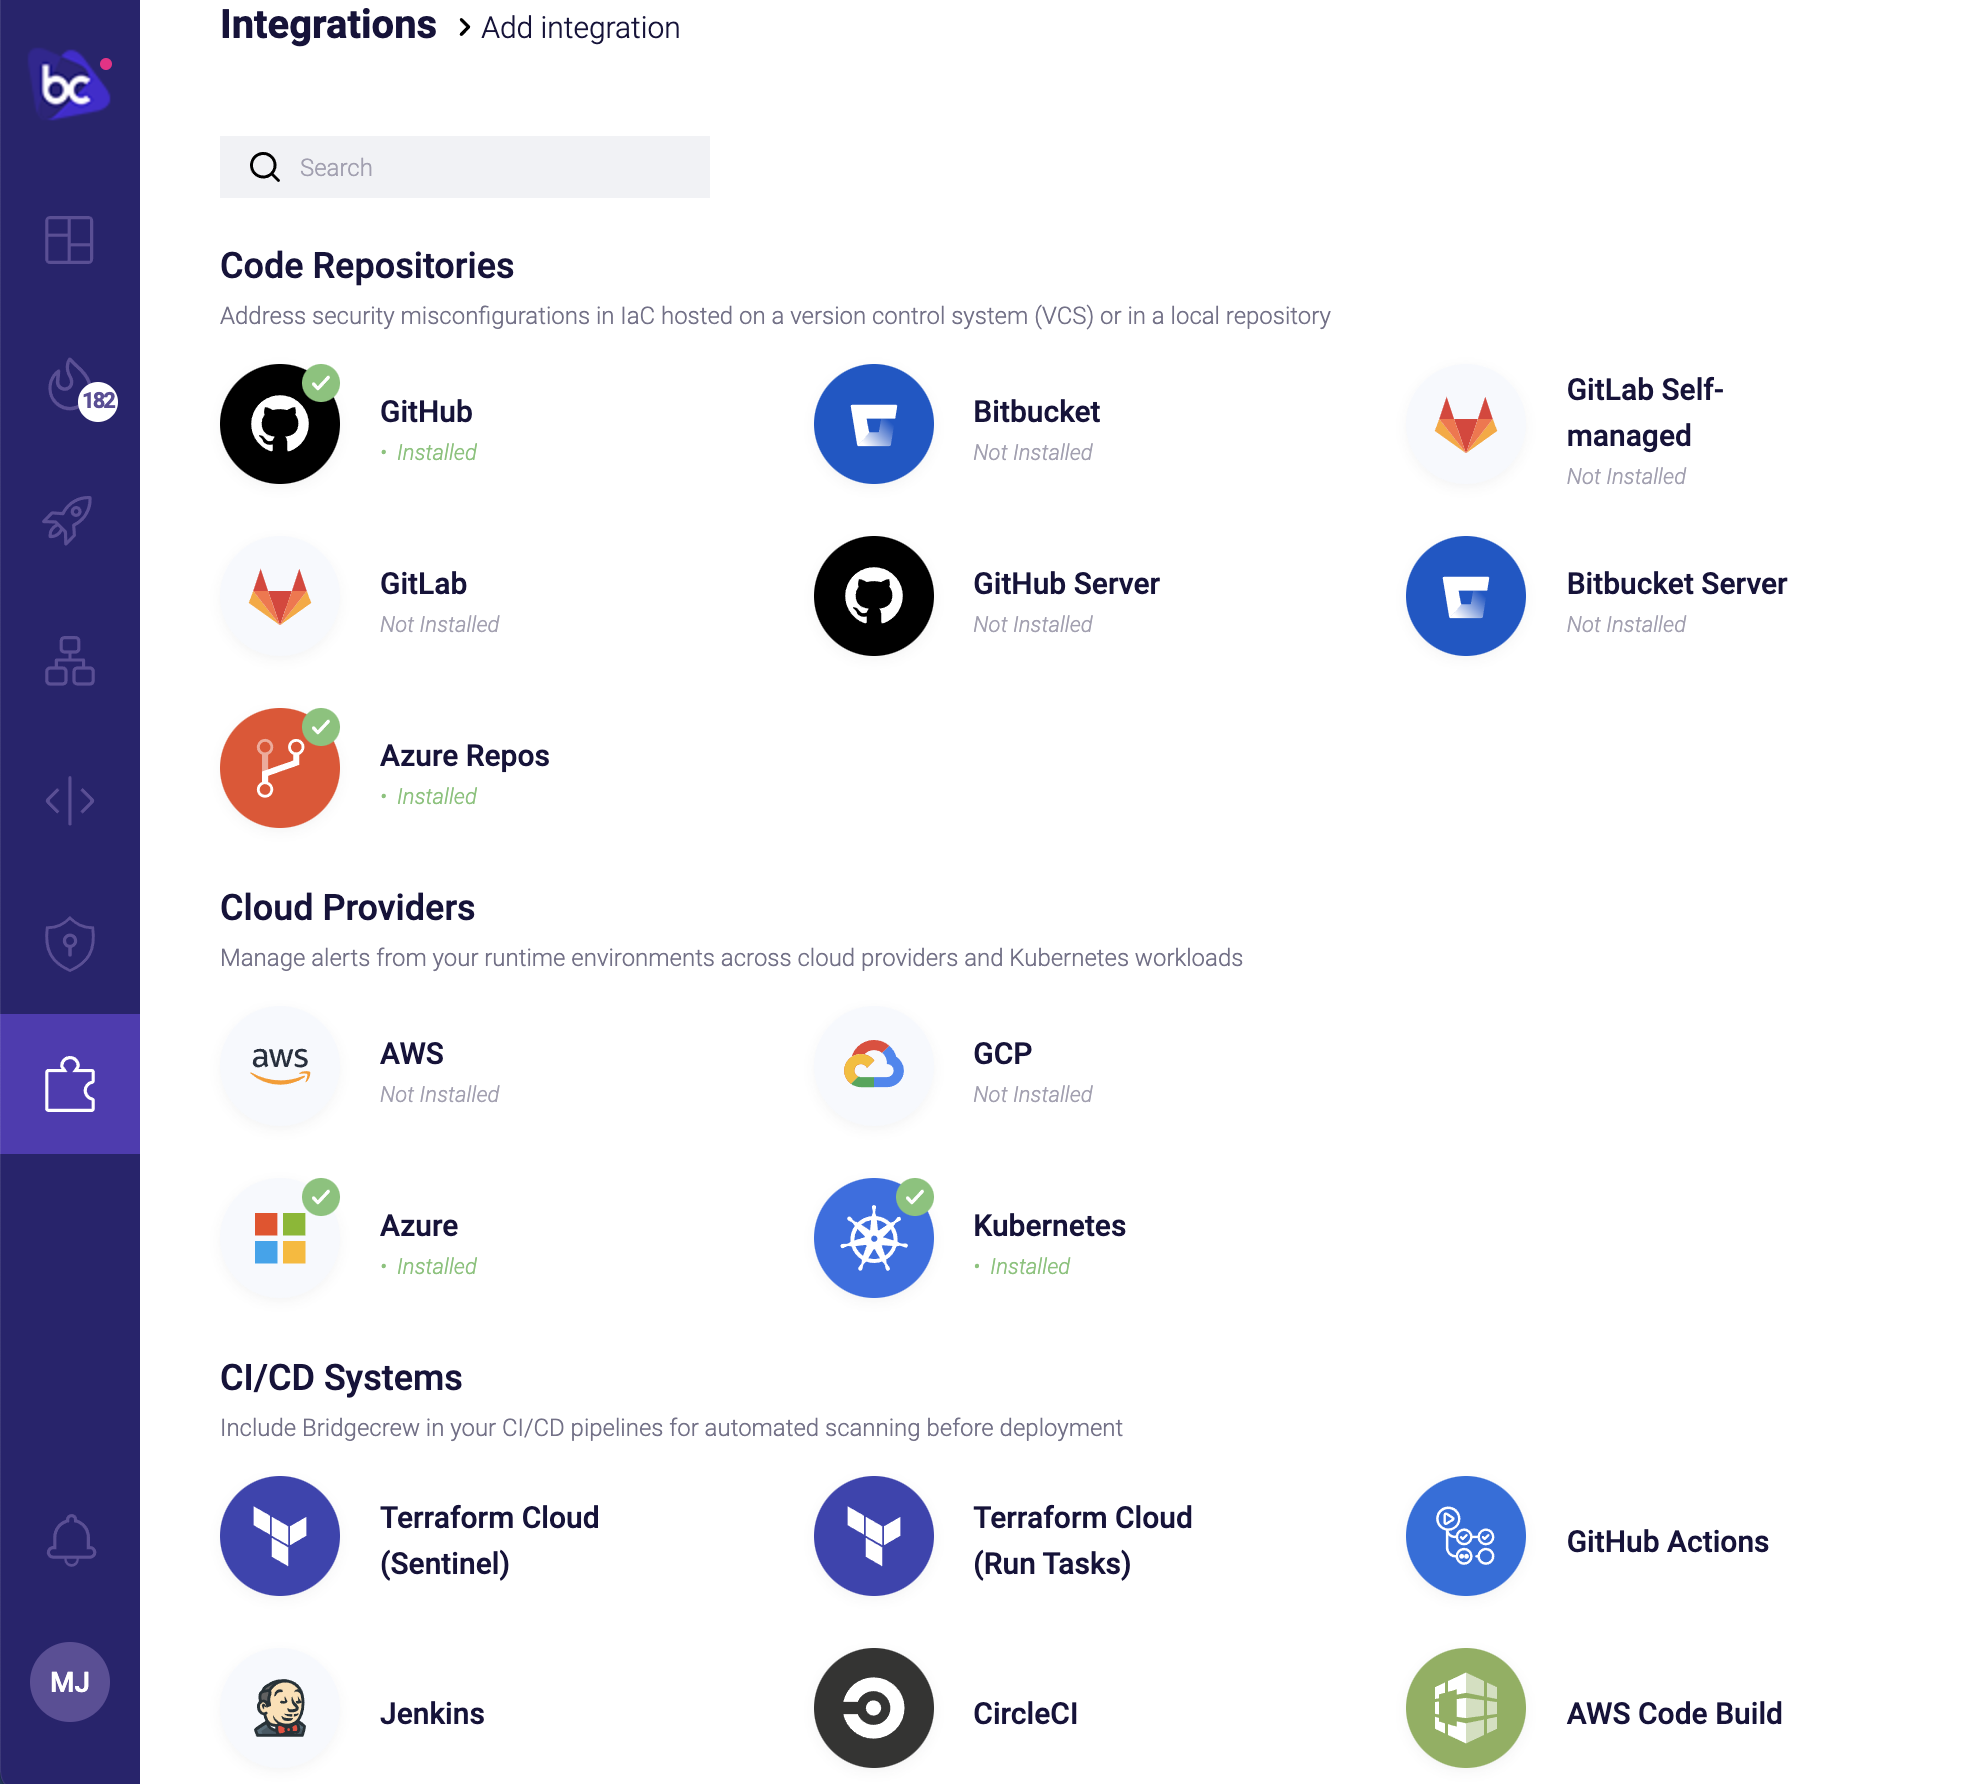 Integrations > Add integration
bc
Search
Code Repositories
Address security misconfigurations in IaC hosted on a version control system (VCS) or in a local repository
GitHub
• Installed
Bitbucket
Not Installed
GitLab Self-
managed
Not Installed
182
GitLab
Not Installed
GitHub Server
Not Installed
Bitbucket Server
Not Installed
Azure Repos
• Installed
Cloud Providers
Manage alerts from your runtime environments across cloud providers and Kubernetes workloads
aws
AWS
Not Installed
GCP
Not Installed
Azure
• Installed
Kubernetes
• Installed
CI/CD Systems
Include Bridgecrew in your CI/CD pipelines for automated scanning before deployment
Terraform Cloud
(Sentinel)
Terraform Cloud
(Run Tasks)
GitHub Actions
MJ
Jenkins
CircleCI
AWS Code Build